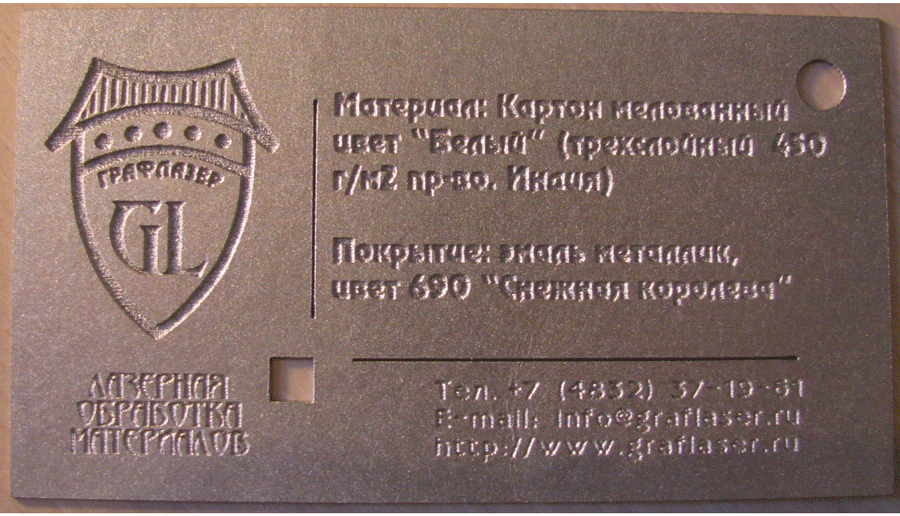 ГРАФЛАЗЕР
GL
ЛАЗЕРНАЯ
ОБРАБОТКА
МАТЕРИАЛОВ
Материал: Картон мелованный
цвет "Белый" (трехслойный 450
г/м2 пр-во. Индия)
Покрытие: эмаль металлик,
цвет 690 "Снежная королева"
Тел. +7 (4832) 37-19-61
E-mail: info@graflaser.ru
http://www.graflaser.ru